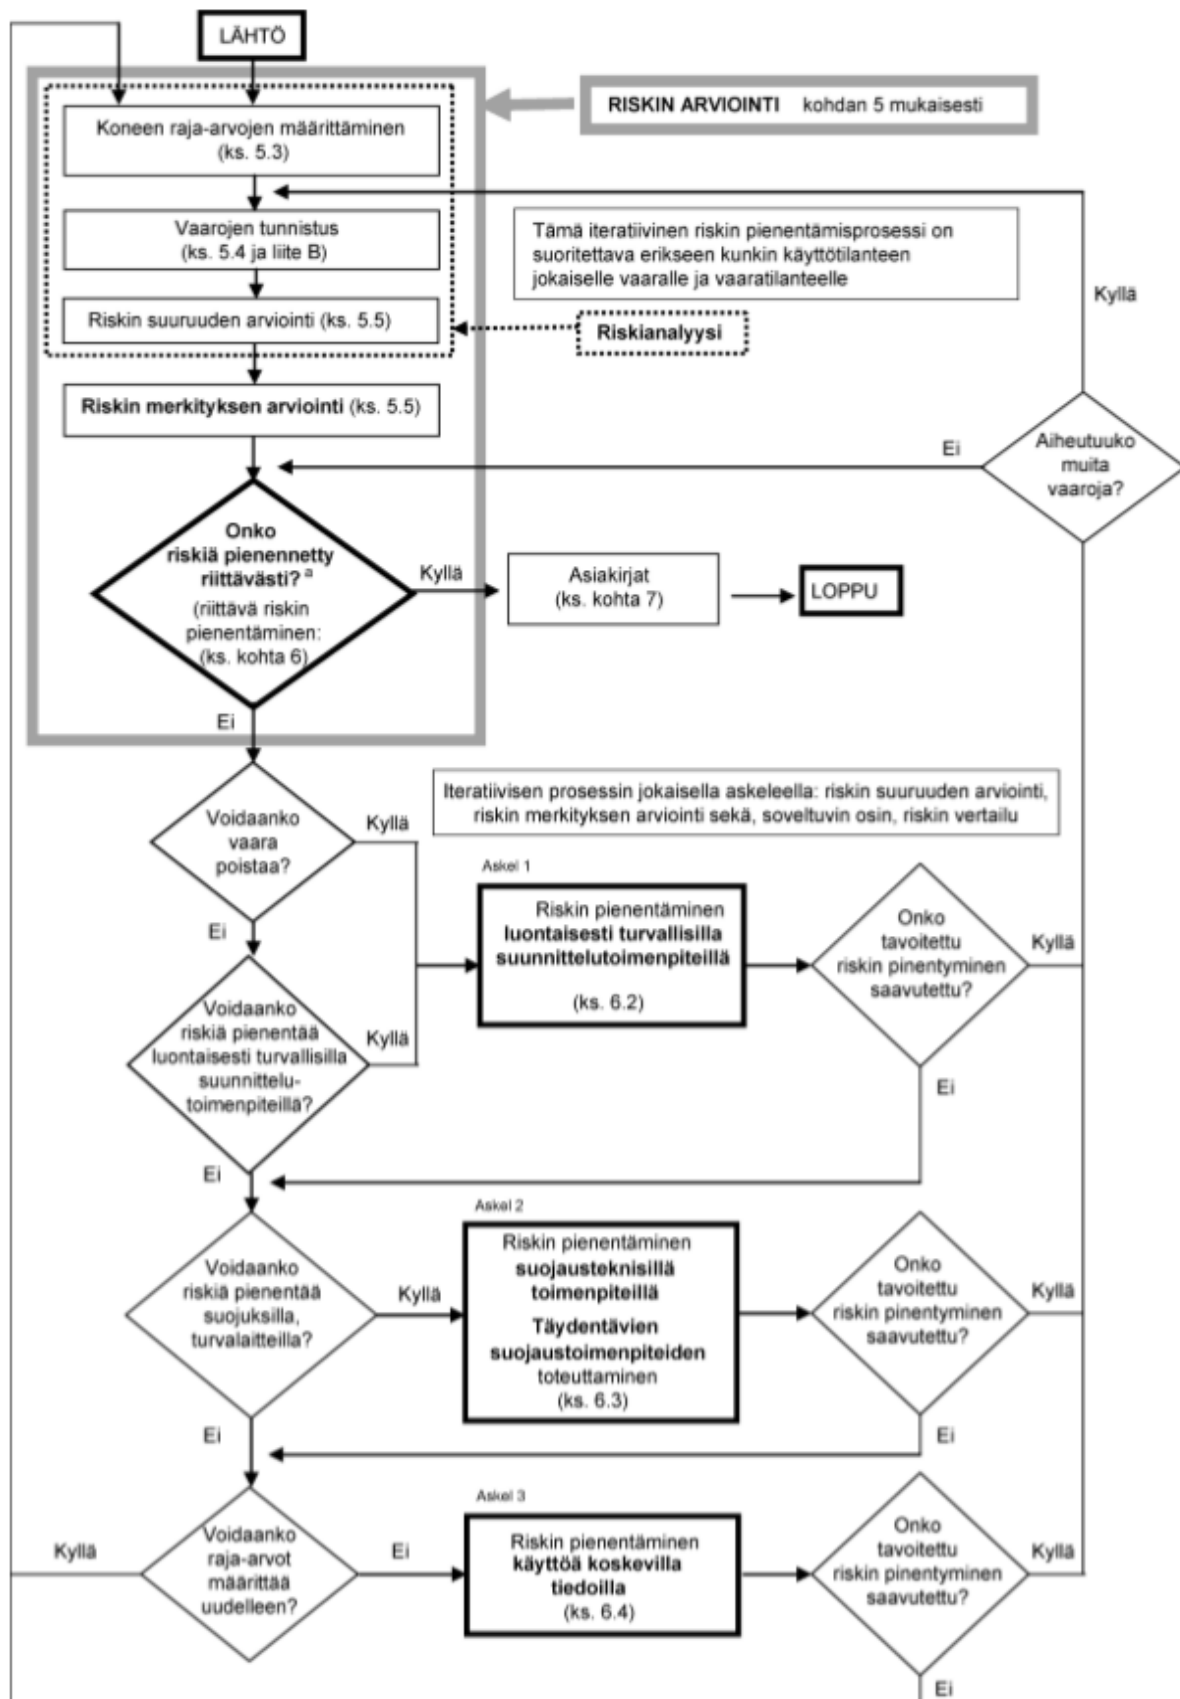 LÄHTÖ
RISKIN ARVIOINTI kohdan 5 mukaisesti
Koneen raja-arvojen määrittäminen
(ks. 5.3)
Vaarojen tunnistus
(ks. 5.4 ja liite B)
Tämä iteratiivinen riskin pienentämisprosessi on
suoritettava erikseen kunkin käyttötilanteen
jokaiselle vaaralle ja vaaratilanteelle
Kyllä
Riskin suuruuden arviointi (ks. 5.5)
Riskianalyysi
Riskin merkityksen arviointi (ks. 5.5)
Ei
Aiheutuuko
muita
vaaroja?
Onko
riskiä pienennetty
riittävästi? a
(riittävä riskin
pienentäminen:
(ks. kohta 6)
Kyllä
Asiakirjat
(ks. kohta 7)
LOPPU
Ei
Iteratiivisen prosessin jokaisella askeleella: riskin suuruuden arviointi,
riskin merkityksen arviointi sekä, soveltuvin osin, riskin vertailu
Voidaanko
vaara
poistaa?
Kyllä
Ei
Askel 1
Riskin pienentäminen
luontaisesti turvallisilla
suunnittelutoimenpiteillä
(ks. 6.2)
Onko
tavoitettu
riskin pinentyminen
saavutettu?
Kyllä
Ei
Voidaanko
riskiä pienentää
luontaisesti turvallisilla
suunnittelu-
toimenpiteillä?
Kyllä
Ei
Askel 2
Riskin pienentäminen
suojausteknisillä
toimenpiteillä
Täydentävien
suojaustoimenpiteiden
toteuttaminen
(ks. 6.3)
Voidaanko
riskiä pienentää
suojuksilla,
turvalaitteilla?
Kyllä
Ei
Onko
tavoitettu
riskin pinentyminen
saavutettu?
Kyllä
Ei
Askel 3
Riskin pienentäminen
käyttöä koskevilla
tiedoilla
(ks. 6.4)
Kyllä
Voidaanko
raja-arvot
määrittää
uudelleen?
Ei
Onko
tavoitettu
riskin pinentyminen
saavutettu?
Kyllä
Ei